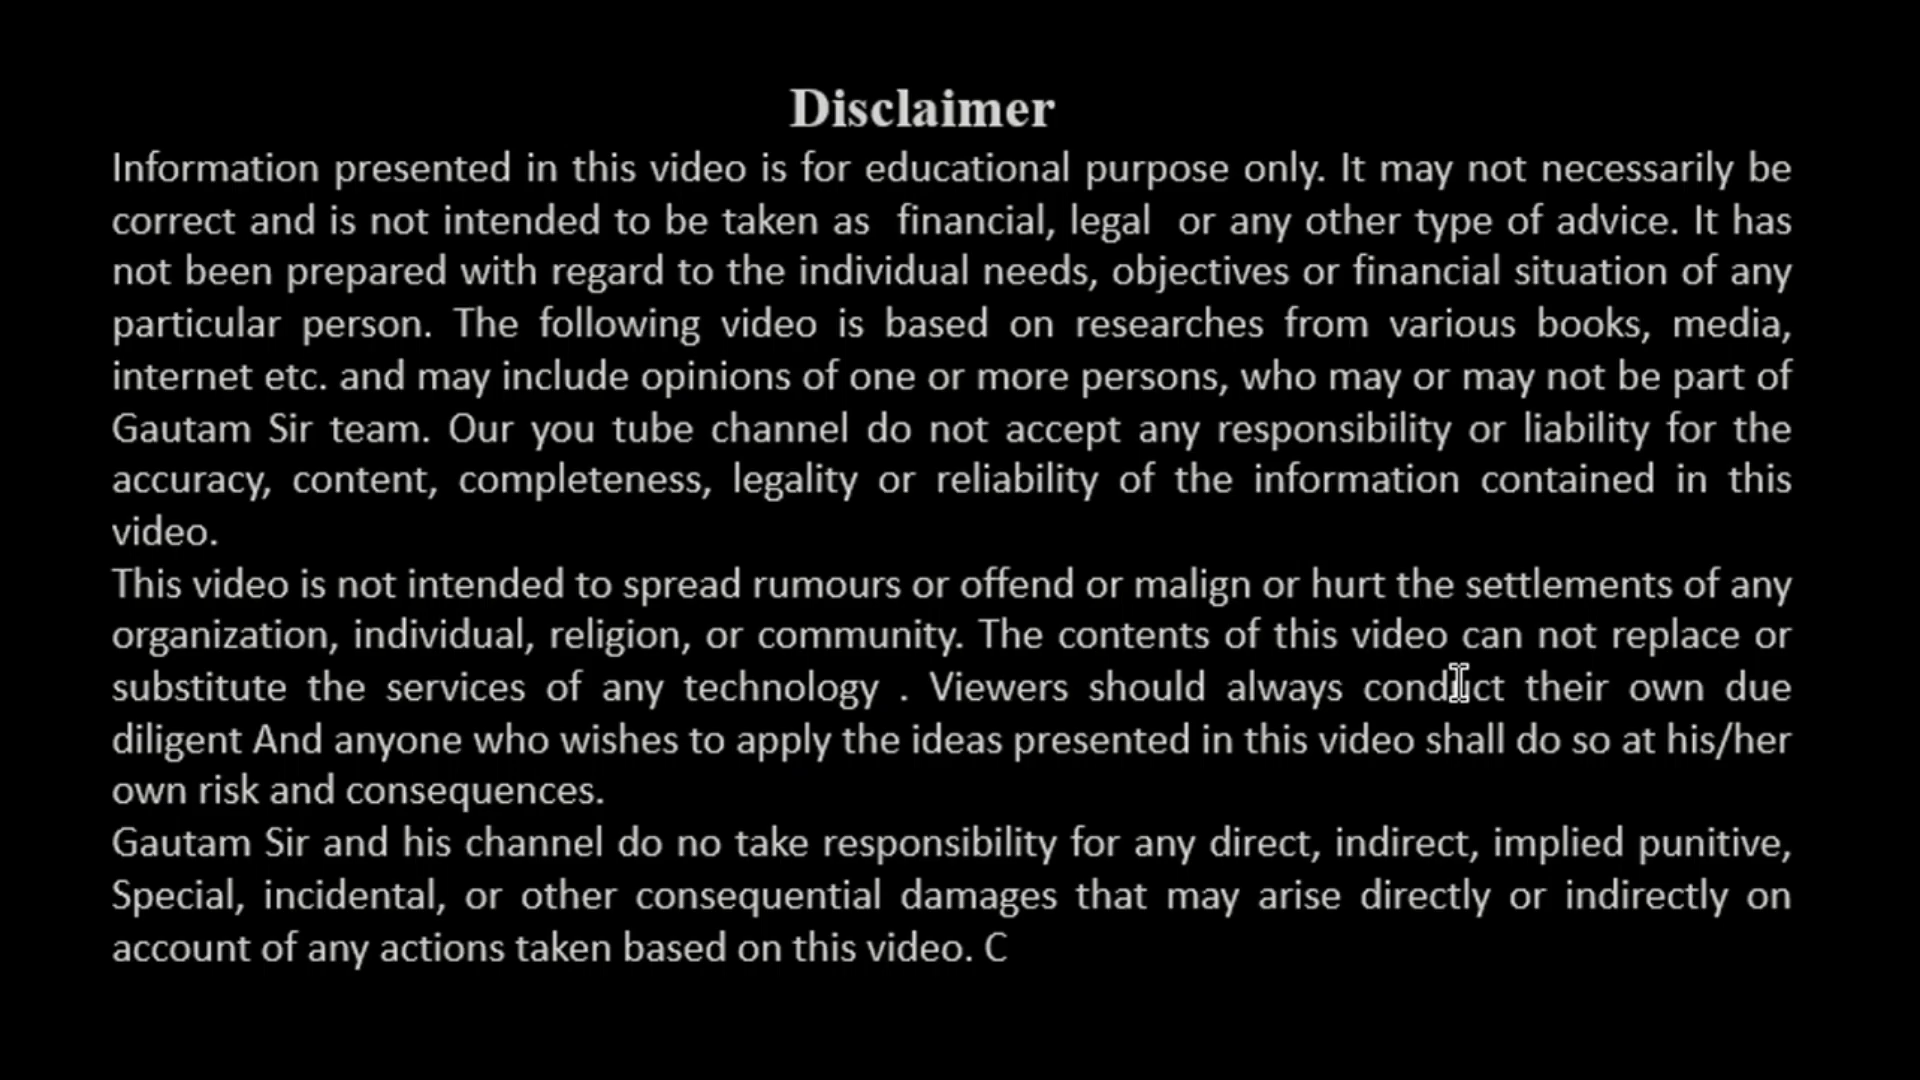 Disclaimer
Information presented in this video is for educational purpose only. It may not necessarily be
correct and is not intended to be taken as financial, legal or any other type of advice. It has
not been prepared with regard to the individual needs, objectives or financial situation of any
particular person. The following video is based on researches from various books, media,
internet etc. and may include opinions of one or more persons, who may or may not be part of
Gautam Sir team. Our you tube channel do not accept any responsibility or liability for the
accuracy, content, completeness, legality or reliability of the information contained in this
video.
This video is not intended to spread rumours or offend or malign or hurt the settlements of any
organization, individual, religion, or community. The contents of this video can not replace or
substitute the services of any technology . Viewers should always conduct their own due
diligent And anyone who wishes to apply the ideas presented in this video shall do so at his/her
own risk and consequences.
Gautam Sir and his channel do no take responsibility for any direct, indirect, implied punitive,
Special, incidental, or other consequential damages that may arise directly or indirectly on
account of any actions taken based on this video. C